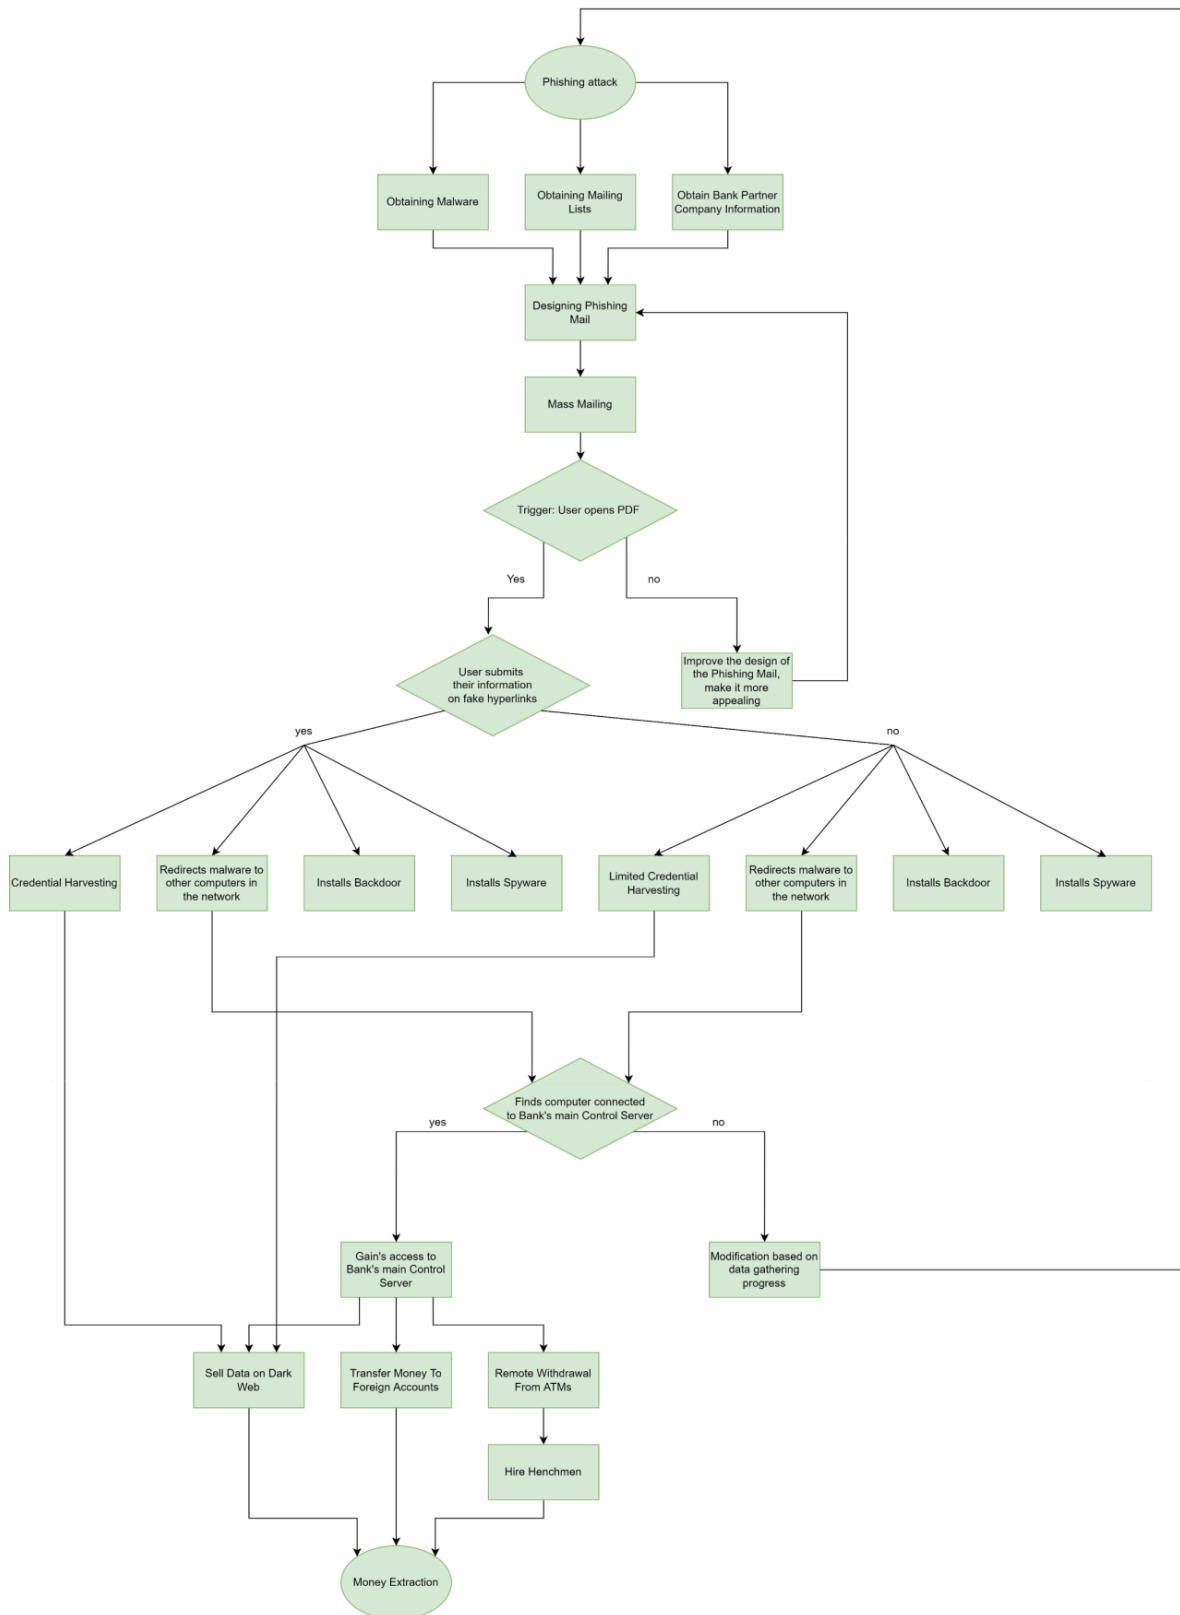 Phishing attack
Obtaining Malware
Obtaining Mailing
Lists
Obtain Bank Partner
Company Information
Designing Phishing
Mail
Mass Mailing
Trigger: User opens PDF
Yes
no
User submits
their information
on fake hyperlinks
Improve the design of
the Phishing Mail,
make it more
appealing
yes
no
Credential Harvesting
Redirects malware to
other computers in
the network
Installs Backdoor
Installs Spyware
Limited Credential
Harvesting
Redirects malware to
other computers in
the network
Installs Backdoor
Installs Spyware
Finds computer connected
to Bank's main Control Server
yes
no
Gain's access to
Bank's main Control
Server
Modification based on
data gathering
progress
Sell Data on Dark
Web
Transfer Money To
Foreign Accounts
Remote Withdrawal
From ATMs
Hire Henchmen
Money Extraction